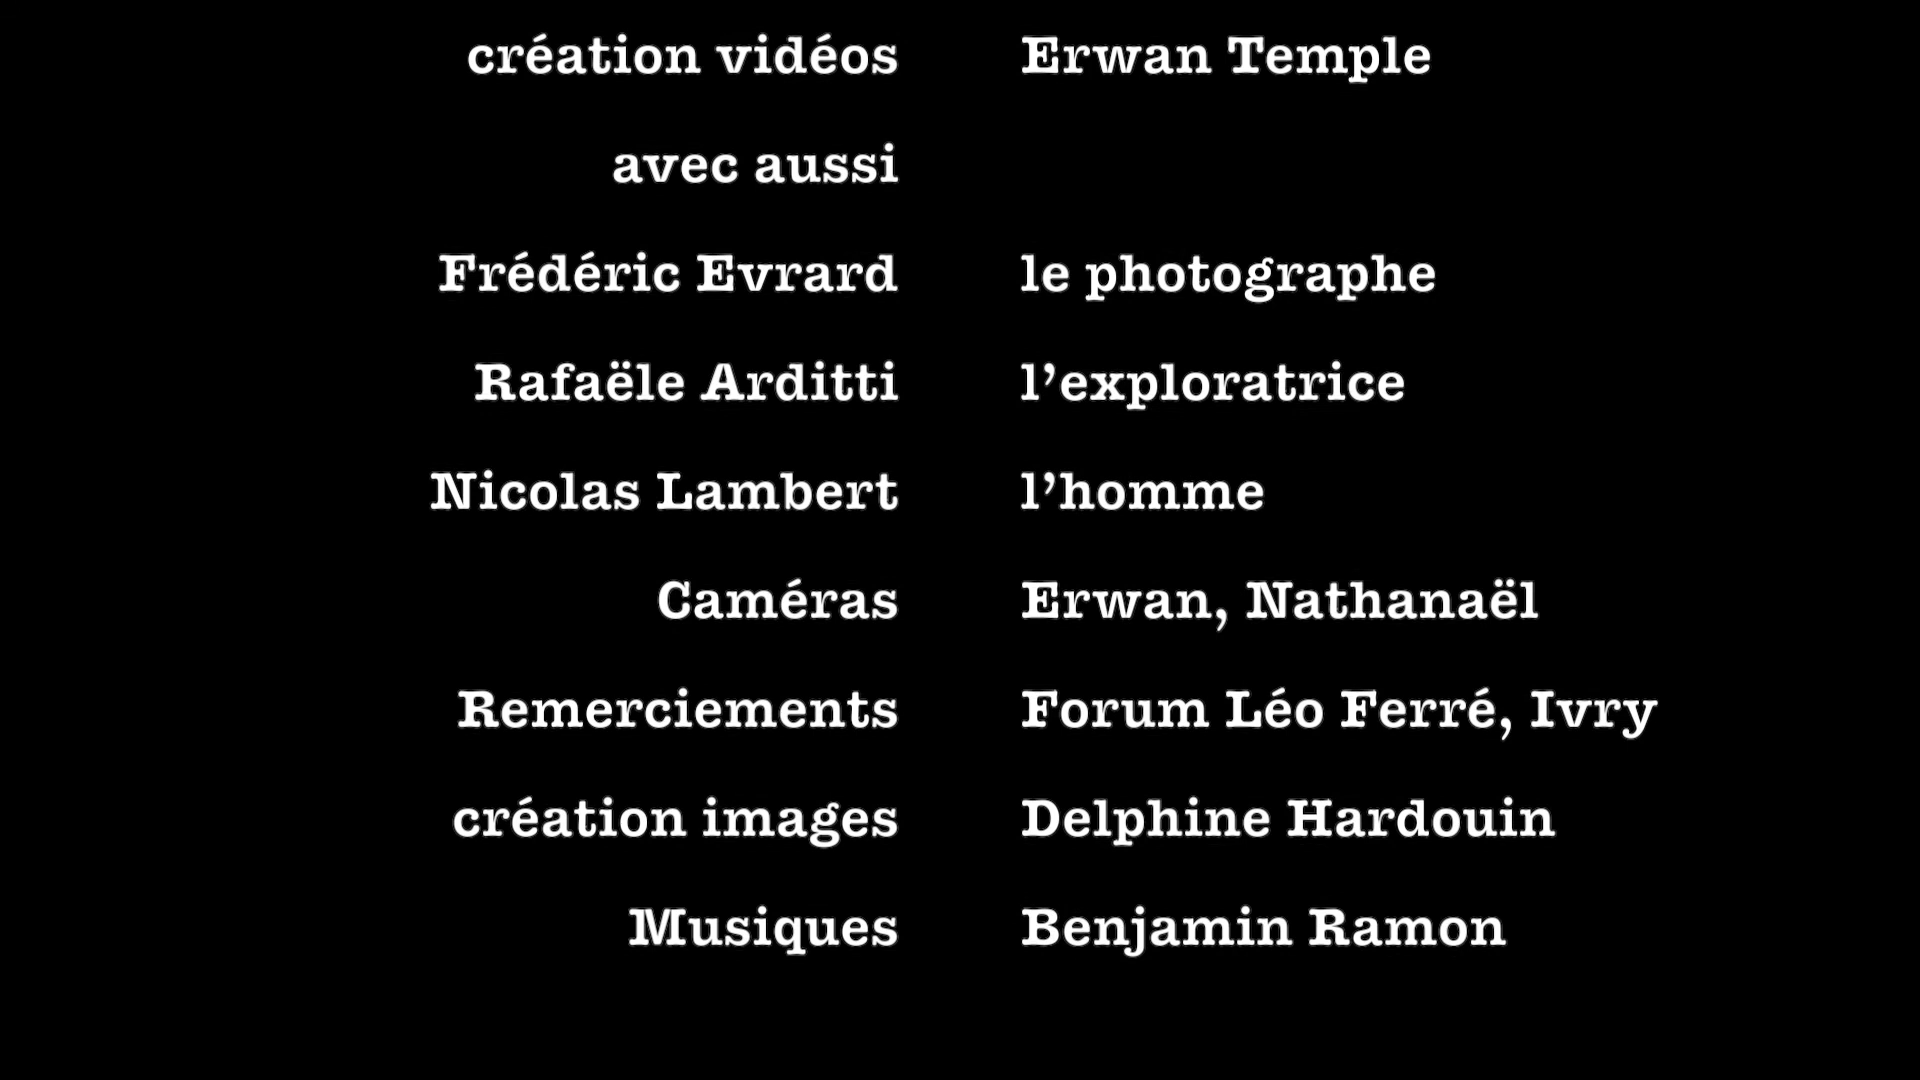 création vidéos Erwan Temple
avec aussi
Frédéric Evrard le photographe
Rafaële Arditti l’exploratrice
Nicolas Lambert l’homme
Caméras Erwan, Nathanaël
Remerciements Forum Léo Ferré, Ivry
création images Delphine Hardouin
Musiques Benjamin Ramon